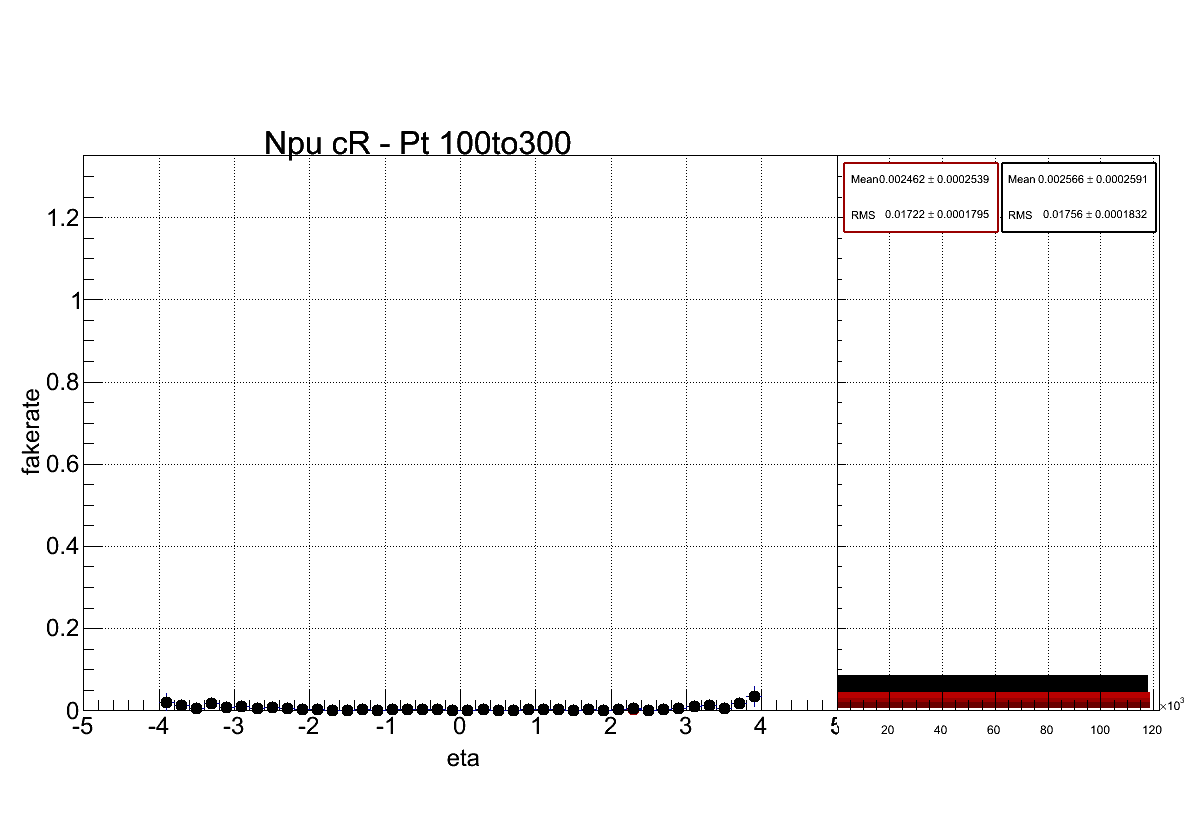 Npu cR - Pt 100to300
Mean 0.002462 ± 0.0002539
RMS 0.01722 ± 0.0001795
Mean 0.002566 ± 0.0002591
RMS 0.01756 ± 0.0001832
fakerate
1.2
1
0.8
0.6
0.4
0.2
0
-5 -4 -3 -2 -1 0 1 2 3 4 5
eta
20 40 60 80 100 120
×10³